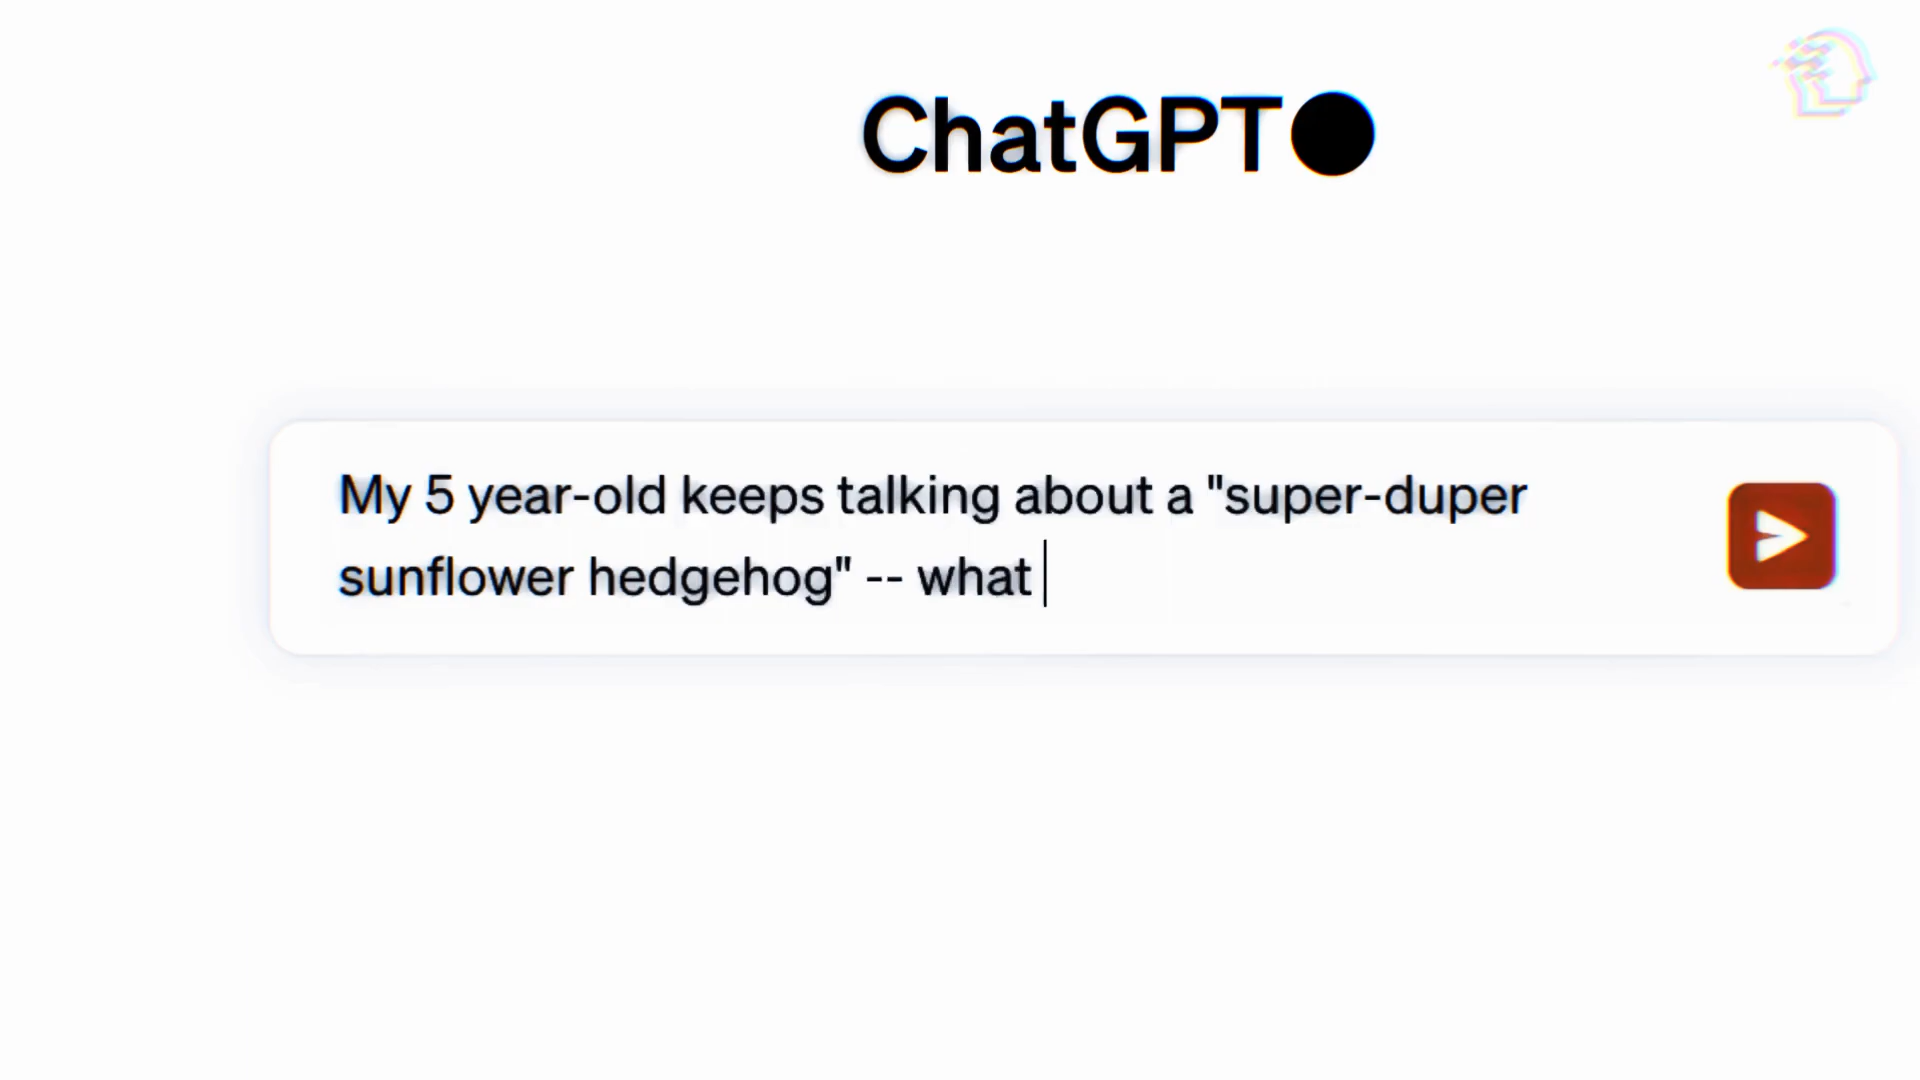 ChatGPT
My 5 year-old keeps talking about a "super-duper
sunflower hedgehog" -- what